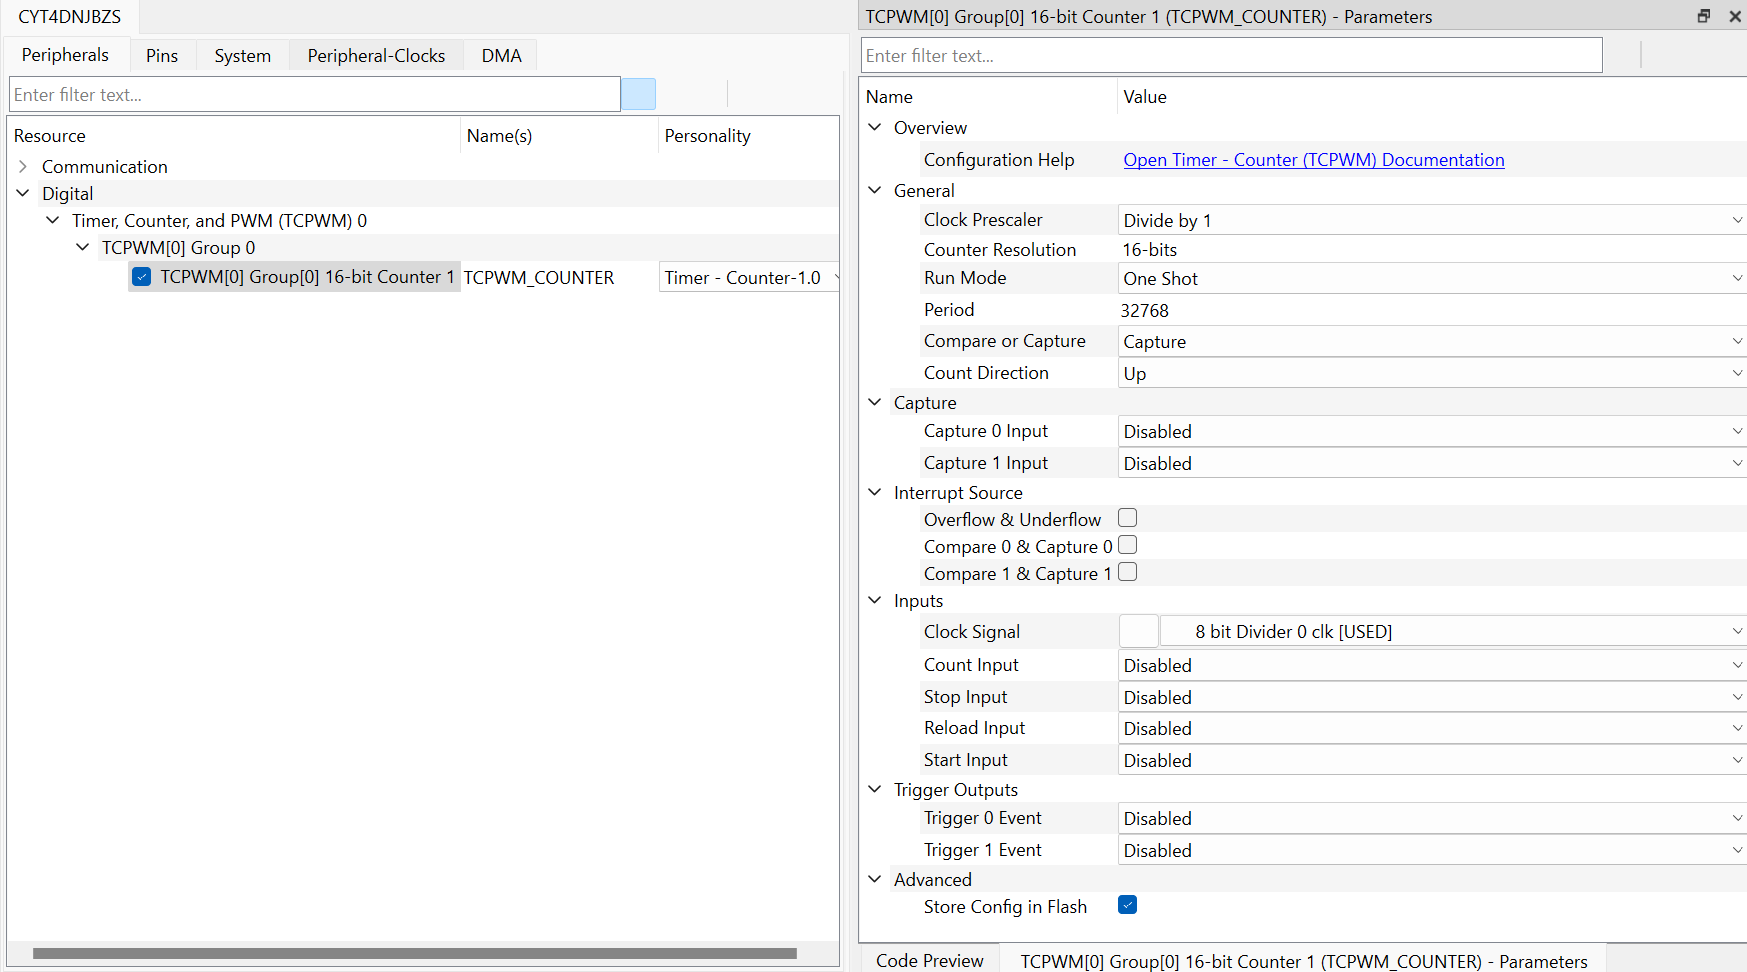 CYT4DNJBZS
Peripherals Pins System Peripheral-Clocks DMA
Enter filter text...
Resource Name(s) Personality
Communication
Digital
Timer, Counter, and PWM (TCPWM) 0
TCPWM[0] Group 0
TCPWM[0] Group[0] 16-bit Counter 1 TCPWM_COUNTER Timer - Counter-1.0
TCPWM[0] Group[0] 16-bit Counter 1 (TCPWM_COUNTER) - Parameters
Enter filter text...
Name Value
Overview
Configuration Help Open Timer - Counter (TCPWM) Documentation
General
Clock Prescaler Divide by 1
Counter Resolution 16-bits
Run Mode One Shot
Period 32768
Compare or Capture Capture
Count Direction Up
Capture
Capture 0 Input Disabled
Capture 1 Input Disabled
Interrupt Source
Overflow & Underflow
Compare 0 & Capture 0
Compare 1 & Capture 1
Inputs
Clock Signal 8 bit Divider 0 clk [USED]
Count Input Disabled
Stop Input Disabled
Reload Input Disabled
Start Input Disabled
Trigger Outputs
Trigger 0 Event Disabled
Trigger 1 Event Disabled
Advanced
Store Config in Flash
Code Preview TCPWM[0] Group[0] 16-bit Counter 1 (TCPWM_COUNTER) - Parameters